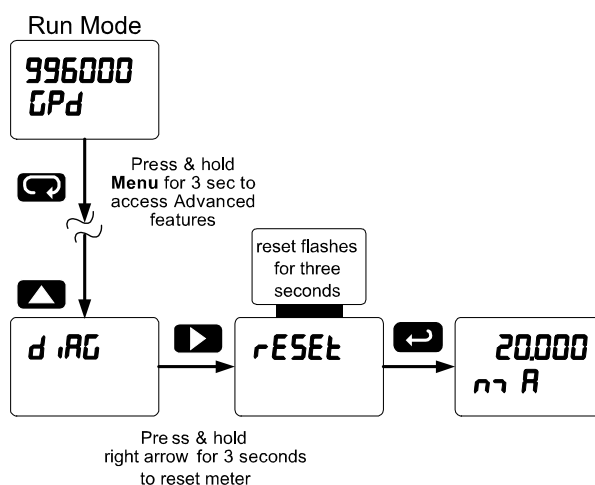 Run Mode
996000
GPd
Press & hold
Menu for 3 sec to
access Advanced
features
reset flashes
for three
seconds
diAG
rESEt
20.000
mA
Press & hold
right arrow for 3 seconds
to reset meter